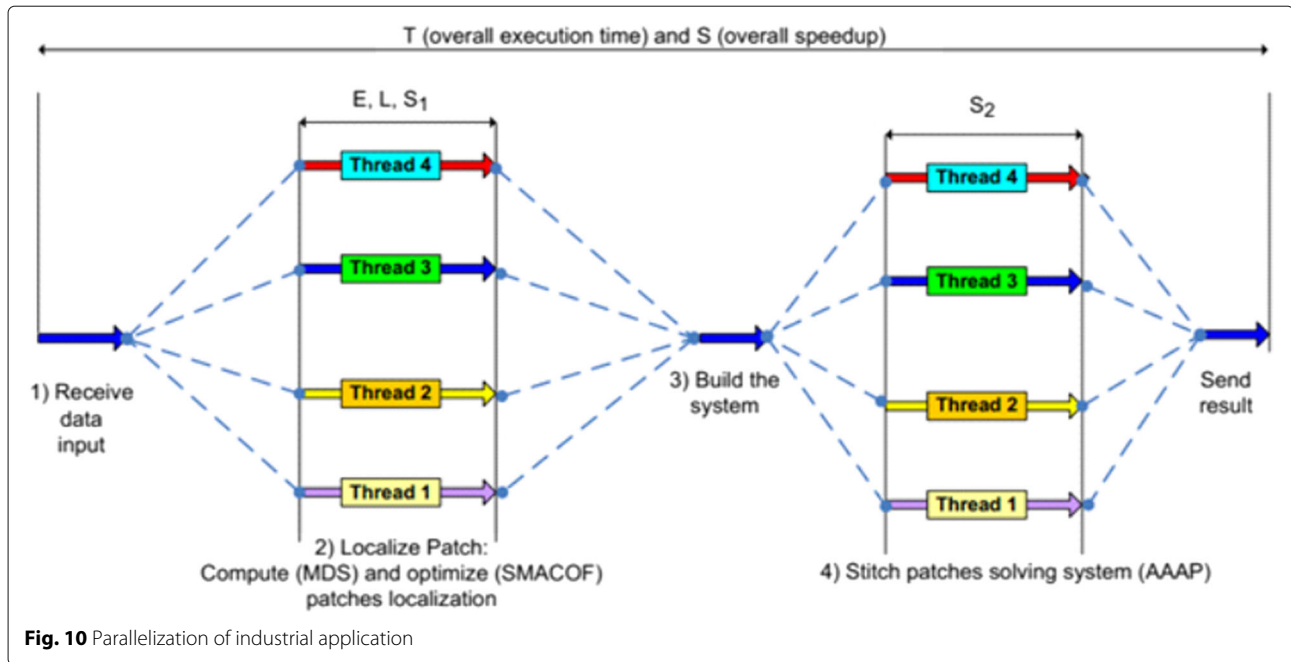 T (overall execution time) and S (overall speedup)
E, L, S1
S2
Thread 4
Thread 3
Thread 2
Thread 1
Thread 4
Thread 3
Thread 2
Thread 1
1) Receive
data
input
2) Localize Patch:
Compute (MDS) and optimize (SMACOF)
patches localization
3) Build the
system
4) Stitch patches solving system (AAAP)
Send
result
Fig. 10 Parallelization of industrial application